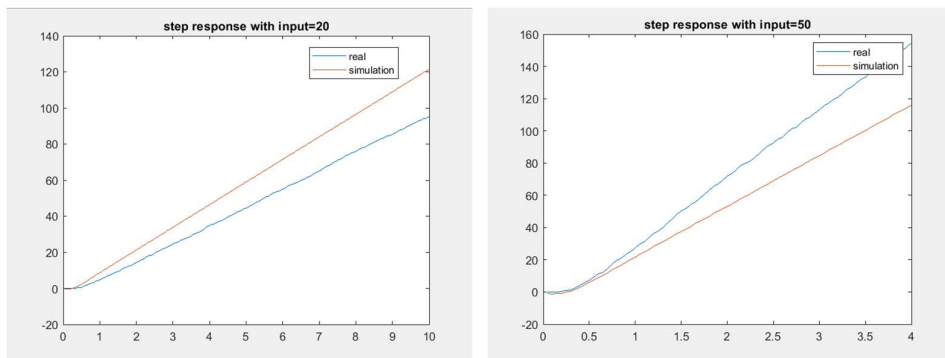 step response with input=20
140
120
100
80
60
40
20
0
-20
0 1 2 3 4 5 6 7 8 9 10
real
simulation
step response with input=50
160
140
120
100
80
60
40
20
0
-20
0 0.5 1 1.5 2 2.5 3 3.5 4
real
simulation